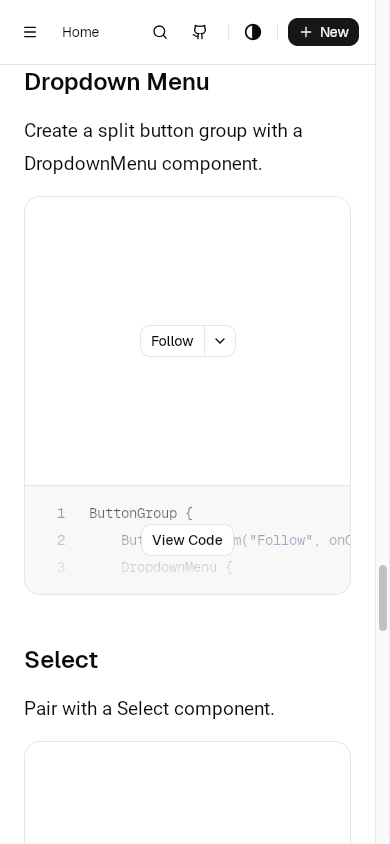 Home
New
Dropdown Menu
Create a split button group with a
DropdownMenu component.
Follow
1 ButtonGroup {
2 But
View Code
m("Follow", onC
3 DropdownMenu {
Select
Pair with a Select component.